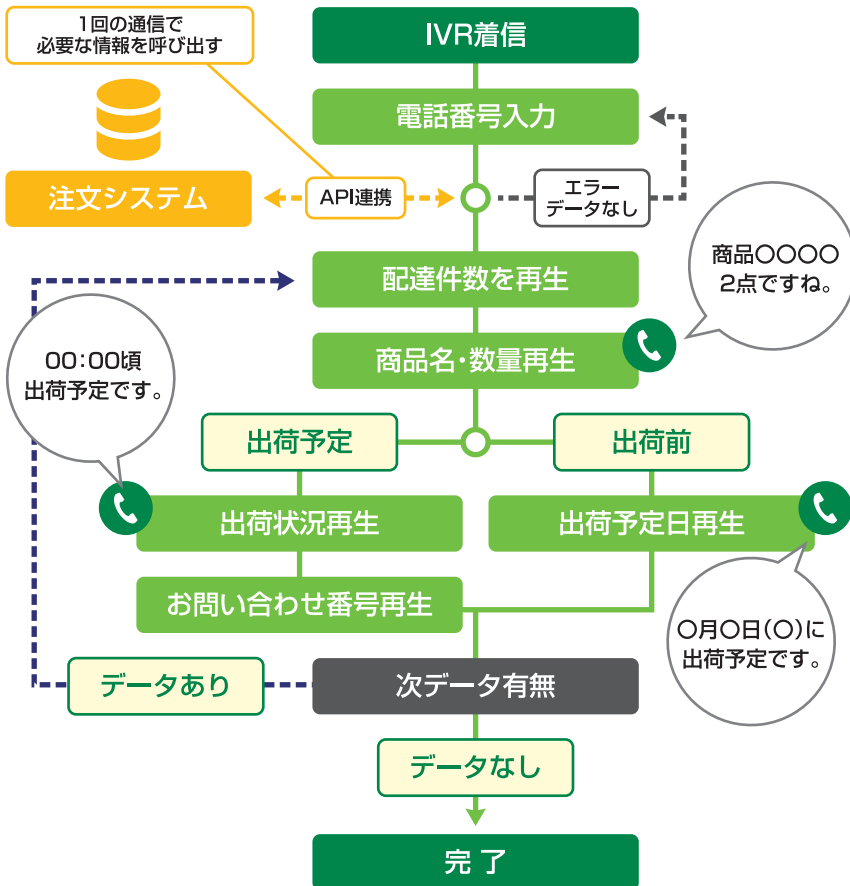 1回の通信で
必要な情報を呼び出す
IVR着信
電話番号入力
注文システム
API連携
エラー
データなし
商品〇〇〇〇
2点ですね。
配達件数を再生
商品名・数量再生
00：00頃
出荷予定です。
出荷予定
出荷前
出荷状況再生
出荷予定日再生
お問い合わせ番号再生
〇月〇日(〇)に
出荷予定です。
データあり
次データ有無
データなし
完了